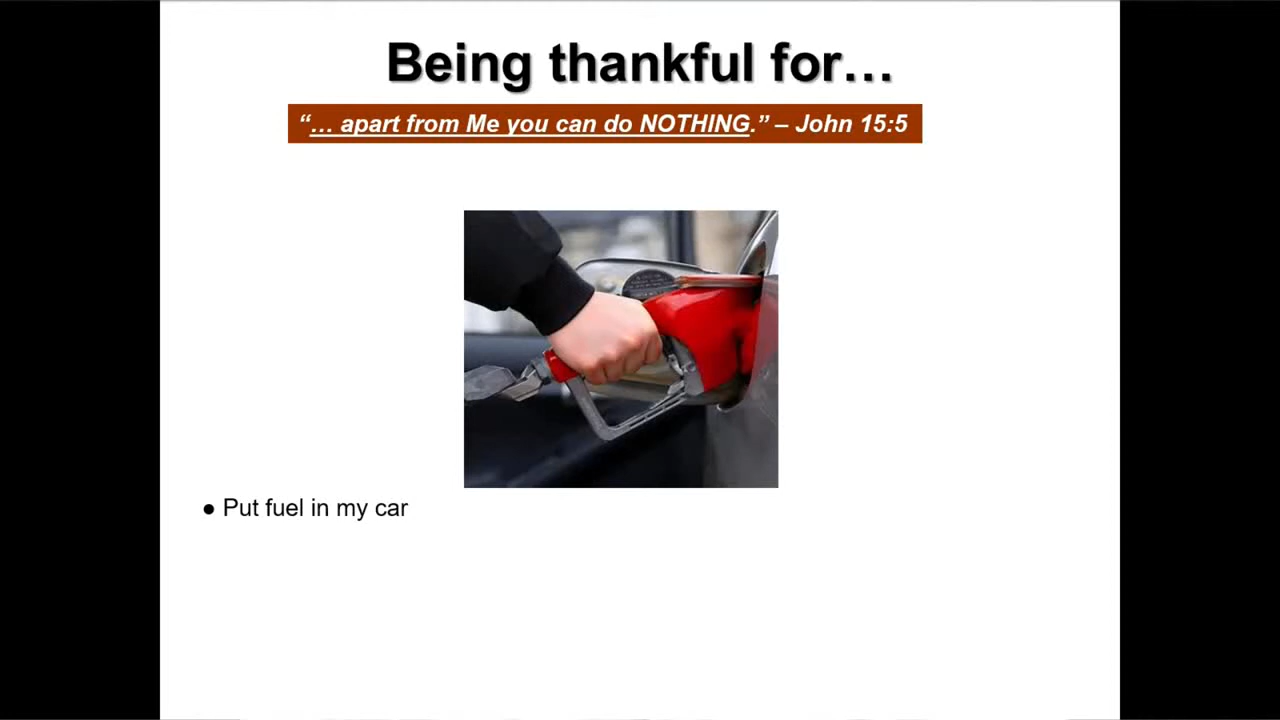 Being thankful for…
“… apart from Me you can do NOTHING.” – John 15:5
● Put fuel in my car